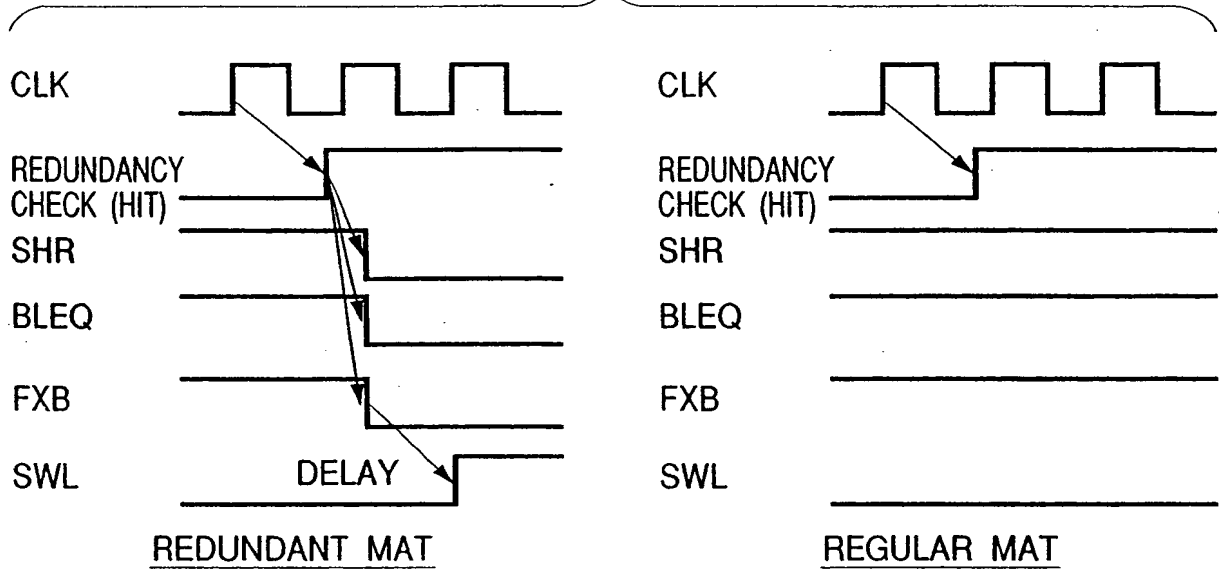 CLK
REDUNDANCY
CHECK (HIT)
SHR
BLEQ
FXB
SWL
DELAY
REDUNDANT MAT
CLK
REDUNDANCY
CHECK (HIT)
SHR
BLEQ
FXB
SWL
REGULAR MAT